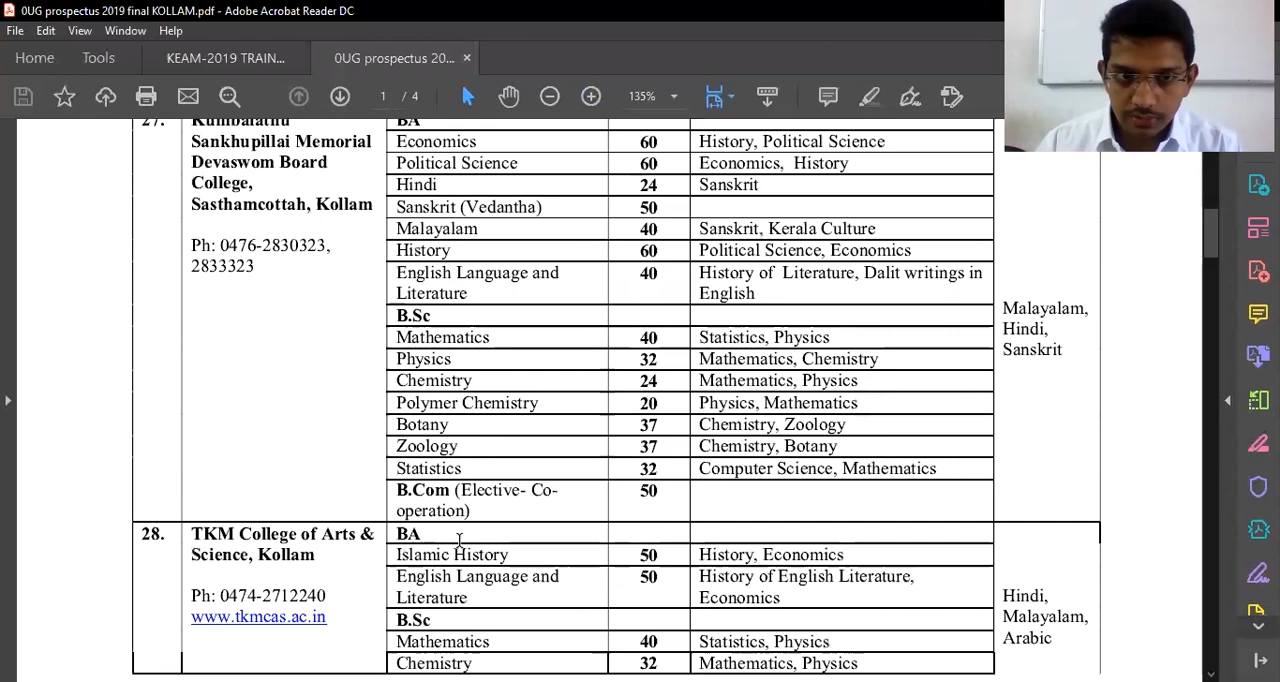 0UG prospectus 2019 final KOLLAM.pdf - Adobe Acrobat Reader DC
File Edit View Window Help
Home Tools KEAM-2019 TRAIN... 0UG prospectus 20... ×
1 / 4 135%
27. Kumbalathu BA
Sankhupillai Memorial Economics 60 History, Political Science
Devaswom Board Political Science 60 Economics, History
College, Hindi 24 Sanskrit
Sasthamcottah, Kollam Sanskrit (Vedantha) 50
Malayalam 40 Sanskrit, Kerala Culture
Ph: 0476-2830323, History 60 Political Science, Economics
2833323 English Language and 40 History of Literature, Dalit writings in
Literature English
B.Sc Malayalam,
Mathematics 40 Statistics, Physics Hindi,
Physics 32 Mathematics, Chemistry Sanskrit
Chemistry 24 Mathematics, Physics
Polymer Chemistry 20 Physics, Mathematics
Botany 37 Chemistry, Zoology
Zoology 37 Chemistry, Botany
Statistics 32 Computer Science, Mathematics
B.Com (Elective- Co- 50
operation)
28. TKM College of Arts & BA
Science, Kollam Islamic History 50 History, Economics
English Language and 50 History of English Literature,
Ph: 0474-2712240 Literature Economics Hindi,
www.tkmcas.ac.in B.Sc Malayalam,
Mathematics 40 Statistics, Physics Arabic
Chemistry 32 Mathematics, Physics